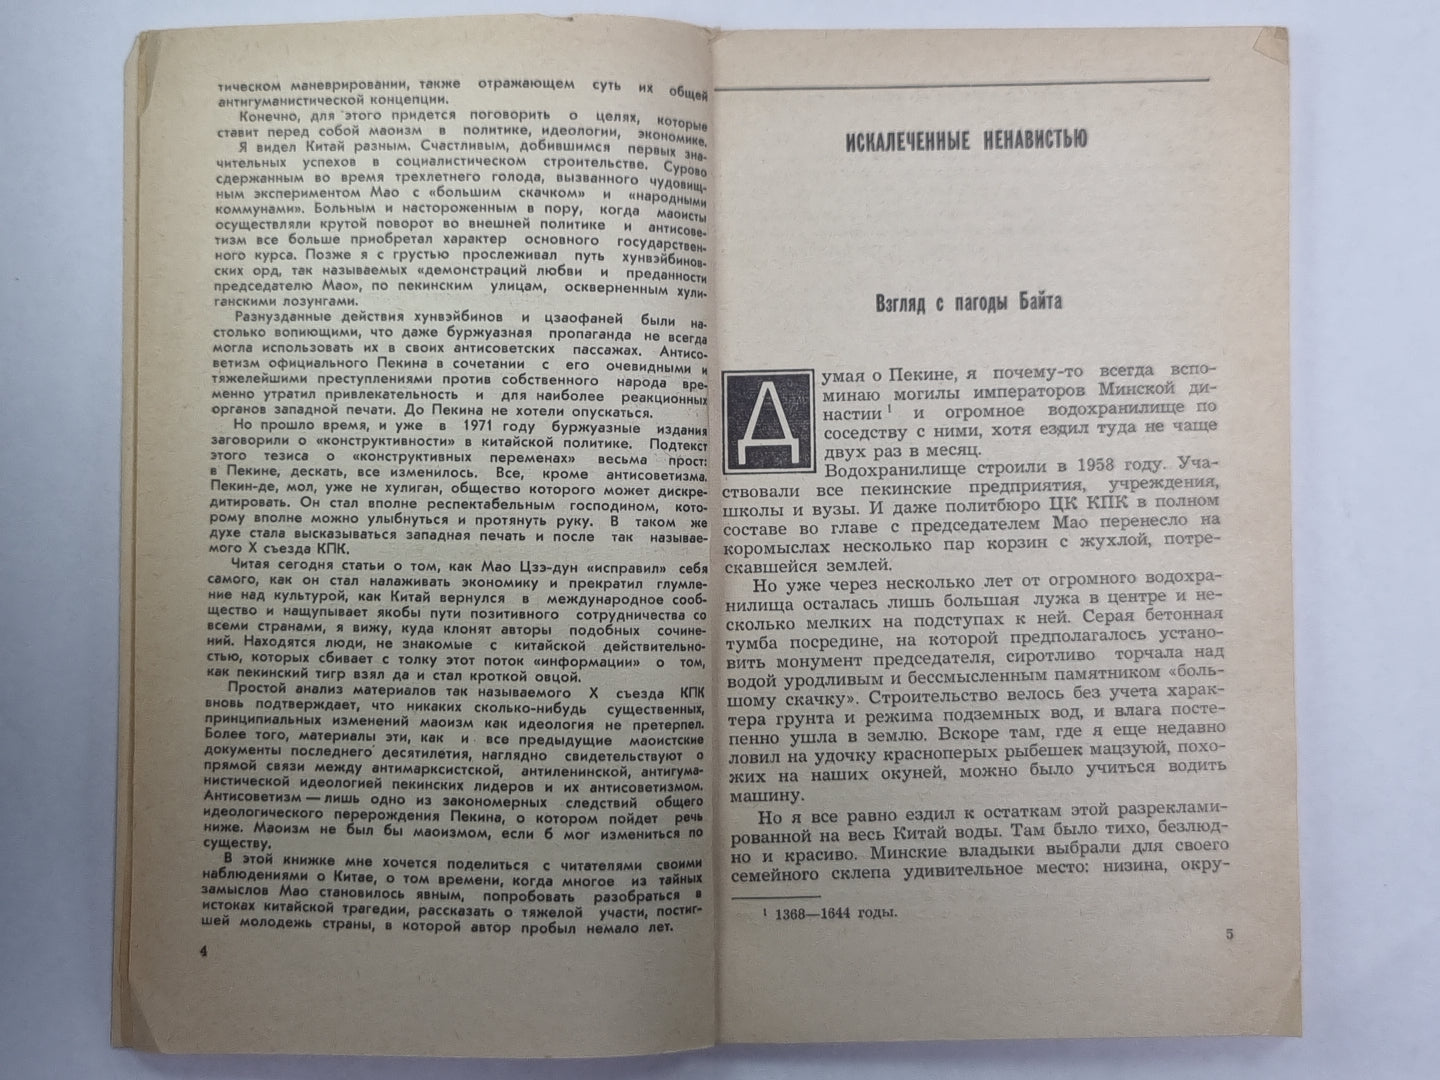 тическом маневрировании, также отражающем суть их общей
антигуманистической концепции.
Конечно, для этого придется поговорить о целях, которые
ставит перед собой маоизм в политике, идеологии, экономике.
Я видел Китай разным. Счастливым, добившимся первых зна-
чительных успехов в социалистическом строительстве. Сурово
сдержанным во время трехлетнего голода, вызванного чудовищ-
ным экспериментом Мао с «большим скачком» и «народными
коммунами». Больным и настороженным в пору, когда маоисты
осуществляли крутой поворот во внешней политике и антисове-
тизм все больше приобретал характер основного государствен-
ного курса. Позже я с грустью прослеживал путь хунвэйбинов-
ских орд, так называемых «демонстраций любви и преданности
председателю Мао», по пекинским улицам, оскверненным хули-
ганскими лозунгами.
Разнузданные действия хунвэйбинов и цзаофаней были на-
столько вопиющими, что даже буржуазная пропаганда не всегда
могла использовать их в своих антисоветских пассажах. Антисо-
ветизм официального Пекина в сочетании с его очевидными и
тяжелейшими преступлениями против собственного народа вре-
менно утратил привлекательность и для наиболее реакционных
органов западной печати. До Пекина не хотели опускаться.
Но прошло время, и уже в 1971 году буржуазные издания
заговорили о «конструктивности» в китайской политике. Подтекст
этого тезиса о «конструктивных переменах» весьма прост:
в Пекине, дескать, все изменилось. Все, кроме антисоветизма.
Пекин-де, мол, уже не хулиган, общество которого может дискре-
дитировать. Он стал вполне респектабельным господином, кото-
рому вполне можно улыбнуться и протянуть руку. В таком же
духе стала высказываться западная печать и после так называе-
мого X съезда КПК.
Читая сегодня статьи о том, как Мао Цзэ-дун «исправил» себя
самого, как он стал налаживать экономику и прекратил глумле-
ние над культурой, как Китай вернулся в международное сооб-
щество и нащупывает якобы пути позитивного сотрудничества со
всеми странами, я вижу, куда клонят авторы подобных сочине-
ний. Находятся люди, не знакомые с китайской действительно-
стью, которых сбивает с толку этот поток «информации» о том,
как пекинский тигр взял да и стал кроткой овцой.
Простой анализ материалов так называемого X съезда КПК
вновь подтверждает, что никаких сколько-нибудь существенных,
принципиальных изменений маоизм как идеология не претерпел.
Более того, материалы эти, как и все предыдущие маоистские
документы последнего десятилетия, наглядно свидетельствуют о
прямой связи между антимарксистской, антиленинской, антигума-
нистической идеологией пекинских лидеров и их антисоветизмом.
Антисоветизм — лишь одно из закономерных следствий общего
идеологического перерождения Пекина, о котором пойдет речь
ниже. Маоизм не был бы маоизмом, если б мог измениться по
существу.
В этой книжке мне хочется поделиться с читателями своими
наблюдениями о Китае, о том времени, когда многое из тайных
замыслов Мао становилось явным, попробовать разобраться в
истоках китайской трагедии, рассказать о тяжелой участи, постиг-
шей молодежь страны, в которой автор пробыл немало лет.
4
ИСКАЛЕЧЕННЫЕ НЕНАВИСТЬЮ
Взгляд с пагоды Байта
Думая о Пекине, я почему-то всегда вспо-
минаю могилы императоров Минской ди-
настии ¹ и огромное водохранилище по
соседству с ними, хотя ездил туда не чаще
двух раз в месяц.
Водохранилище строили в 1958 году. Уча-
ствовали все пекинские предприятия, учреждения,
школы и вузы. И даже политбюро ЦК КПК в полном
составе во главе с председателем Мао перенесло на
коромыслах несколько пар корзин с жухлой, потре-
скавшейся землей.
Но уже через несколько лет от огромного водохра-
нилища осталась лишь большая лужа в центре и не-
сколько мелких на подступах к ней. Серая бетонная
тумба посредине, на которой предполагалось устано-
вить монумент председателя, сиротливо торчала над
водой уродливым и бессмысленным памятником «боль-
шому скачку». Строительство велось без учета харак-
тера грунта и режима подземных вод, и влага посте-
пенно ушла в землю. Вскоре там, где я еще недавно
ловил на удочку красноперых рыбешек мацзуюй, похо-
жих на наших окуней, можно было учиться водить
машину.
Но я все равно ездил к остаткам этой разреклами-
рованной на весь Китай воды. Там было тихо, безлюд-
но и красиво. Минские владыки выбрали для своего
семейного склепа удивительное место: низина, окру-
¹ 1368—1644 годы.
5